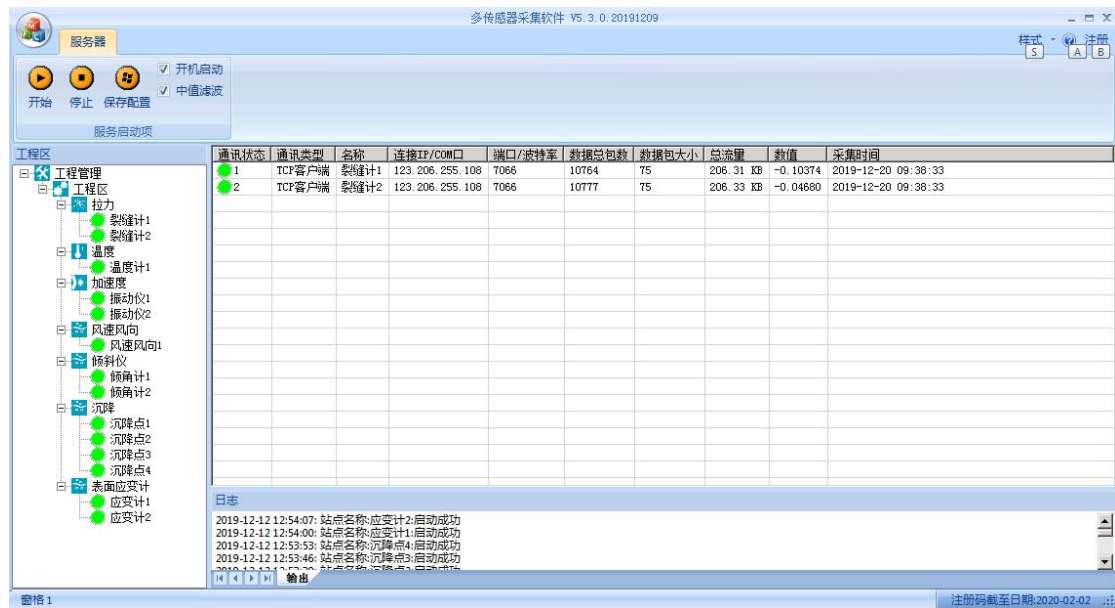 多传感器采集软件 V5.3.0.20191209
服务器
样式 注册
S A B
开始 停止 保存配置
开机启动
中值滤波
服务启动项
工程区
工程管理
工程区
拉力
裂缝计1
裂缝计2
温度
温度计1
加速度
振动仪1
振动仪2
风速风向
风速风向1
倾斜仪
倾角计1
倾角计2
沉降
沉降点1
沉降点2
沉降点3
沉降点4
表面应变计
应变计1
应变计2
通讯状态 通讯类型 名称 连接IP/COM口 端口/波特率 数据总包数 数据包大小 总流量 数值 采集时间
1 TCP客户端 裂缝计1 123.206.255.108 7066 10764 75 206.31 KB -0.10374 2019-12-20 09:38:33
2 TCP客户端 裂缝计2 123.206.255.108 7066 10777 75 206.33 KB -0.04680 2019-12-20 09:38:33
日志
2019-12-12 12:54:07: 站点名称:应变计2:启动成功
2019-12-12 12:54:00: 站点名称:应变计1:启动成功
2019-12-12 12:53:53: 站点名称:沉降点4:启动成功
2019-12-12 12:53:46: 站点名称:沉降点3:启动成功
输出
窗格 1
注册码截至日期:2020-02-02